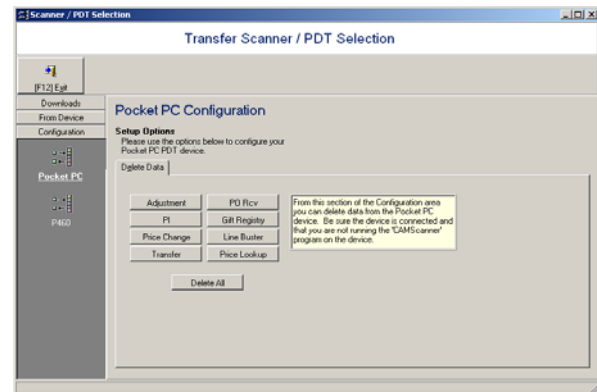 Scanner / PDT Selection
Transfer Scanner / PDT Selection
[F12] Exit
Downloads
From Device
Configuration
Pocket PC
P460
Pocket PC Configuration
Setup Options
Please use the options below to configure your
Pocket PC PDT device.
Delete Data
Adjustment
PO Rcv
PI
Gift Registry
Price Change
Line Buster
Transfer
Price Lookup
Delete All
From this section of the Configuration area
you can delete data from the Pocket PC
device. Be sure the device is connected and
that you are not running the 'CAMScanner'
program on the device.